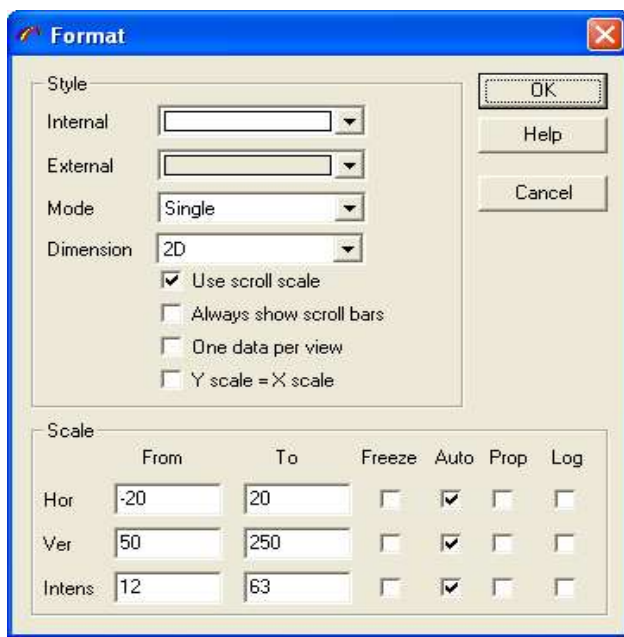 Format
Style
Internal
External
Mode Single
Dimension 2D
Use scroll scale
Always show scroll bars
One data per view
Y scale = X scale
OK
Help
Cancel
Scale
From To Freeze Auto Prop Log
Hor -20 20
Ver 50 250
Intens 12 63